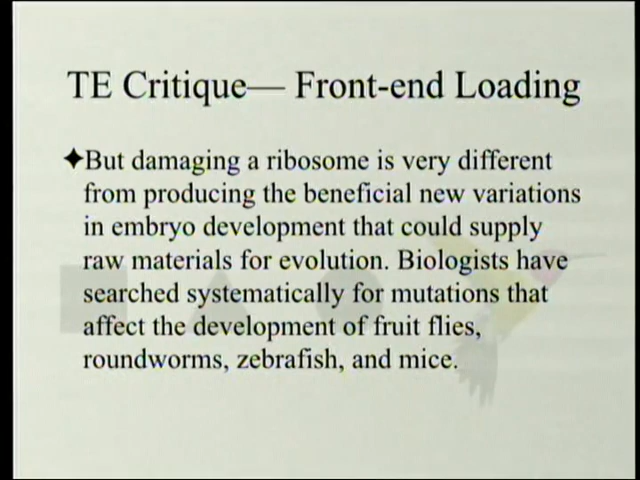 TE Critique— Front-end Loading
✦But damaging a ribosome is very different
from producing the beneficial new variations
in embryo development that could supply
raw materials for evolution. Biologists have
searched systematically for mutations that
affect the development of fruit flies,
roundworms, zebrafish, and mice.